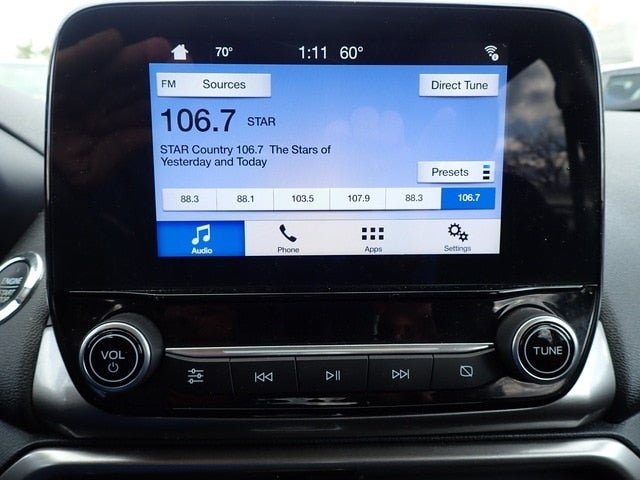 70° 1:11 60°
FM Sources Direct Tune
106.7 STAR
STAR Country 106.7 The Stars of
Yesterday and Today
Presets
88.3 88.1 103.5 107.9 88.3 106.7
Audio Phone Apps Settings
ENGINE
VOL TUNE